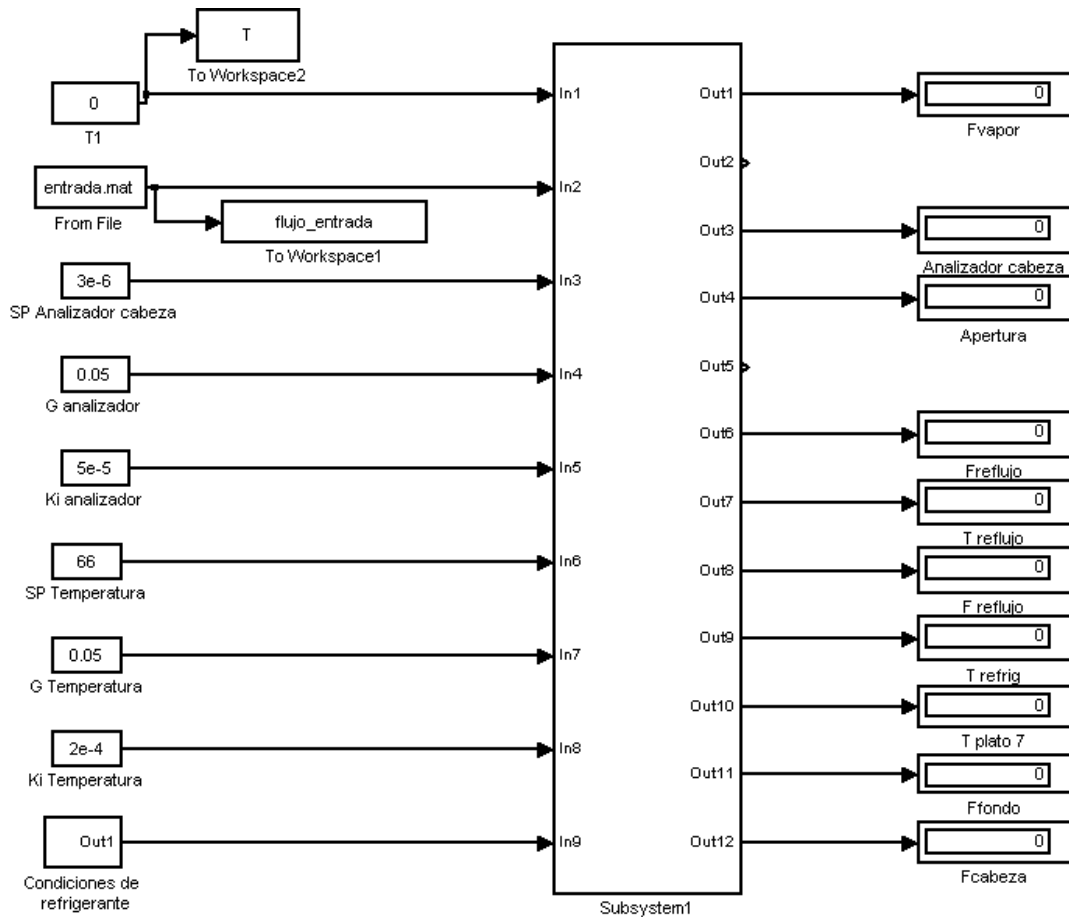 T
To Workspace2
0
T1
In1
Out1
0
Fvapor
Out2
entrada.mat
From File
In2
flujo_entrada
To Workspace1
Out3
0
Analizador cabeza
3e-6
SP Analizador cabeza
In3
Out4
0
Apertura
0.05
G analizador
In4
Out5
5e-5
Ki analizador
In5
Out6
0
Freflujo
Out7
0
T reflujo
66
SP Temperatura
In6
Out8
0
F reflujo
0.05
G Temperatura
In7
Out9
0
T refrig
Out10
0
T plato 7
2e-4
Ki Temperatura
In8
Out11
0
Ffondo
Out1
Condiciones de
refrigerante
In9
Out12
0
Fcabeza
Subsystem1